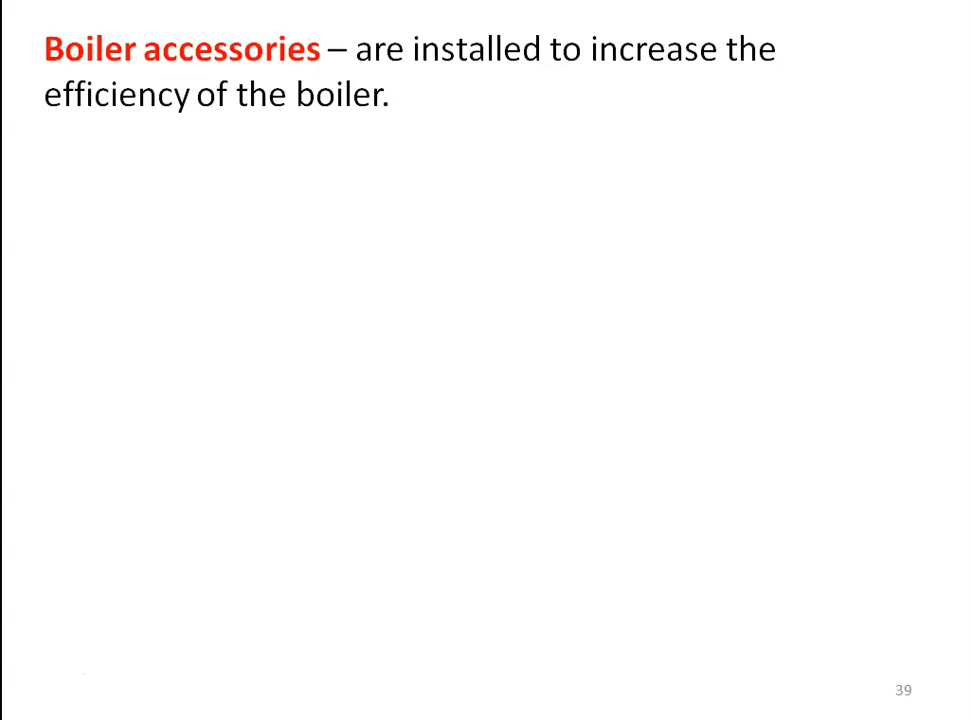 Boiler accessories – are installed to increase the
efficiency of the boiler.
39